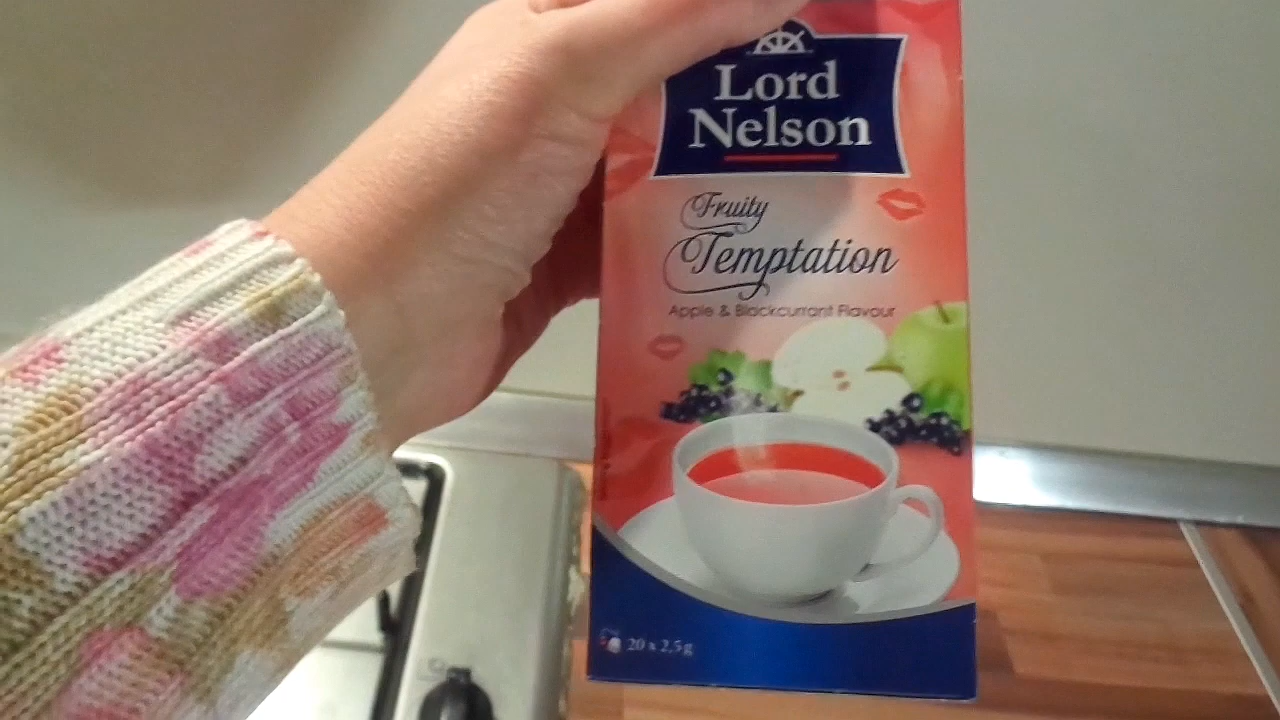 Lord
Nelson
Fruity
Temptation
Apple & Blackcurrant Flavour
20 x 2,5g